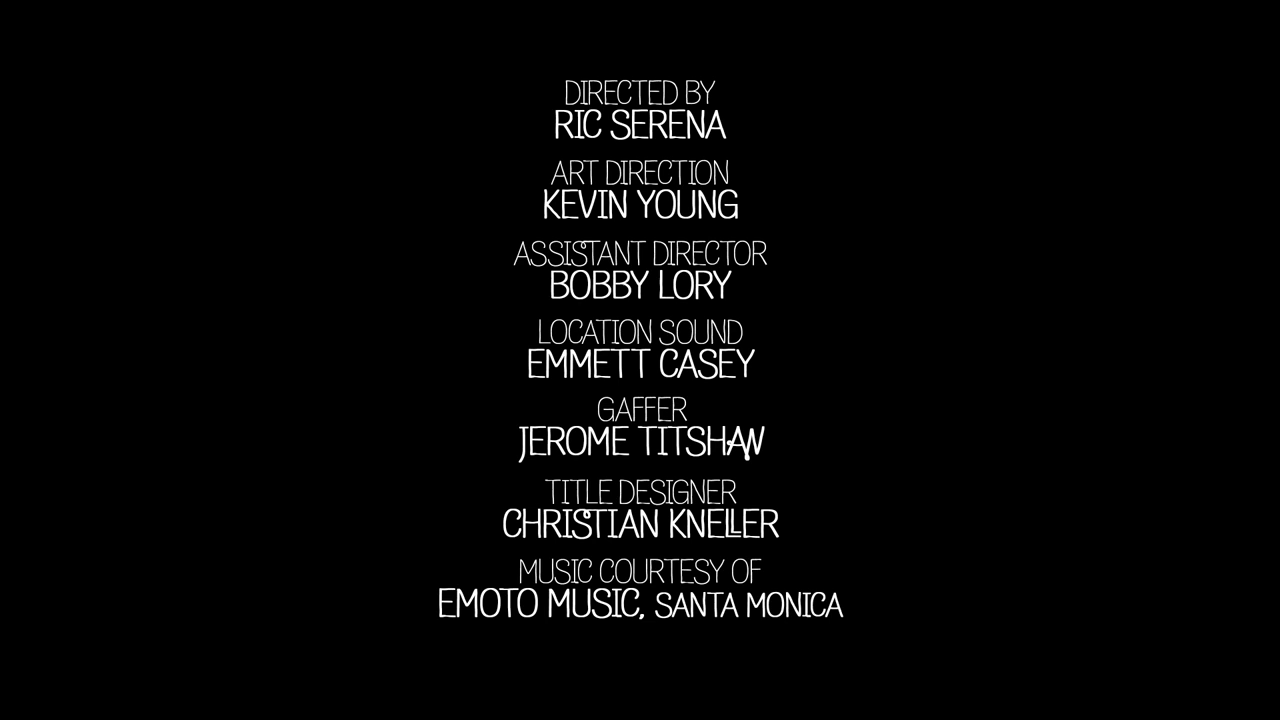 DIRECTED BY
RIC SERENA
ART DIRECTION
KEVIN YOUNG
ASSISTANT DIRECTOR
BOBBY LORY
LOCATION SOUND
EMMETT CASEY
GAFFER
JEROME TITSHAW
TITLE DESIGNER
CHRISTIAN KNELLER
MUSIC COURTESY OF
EMOTO MUSIC, SANTA MONICA